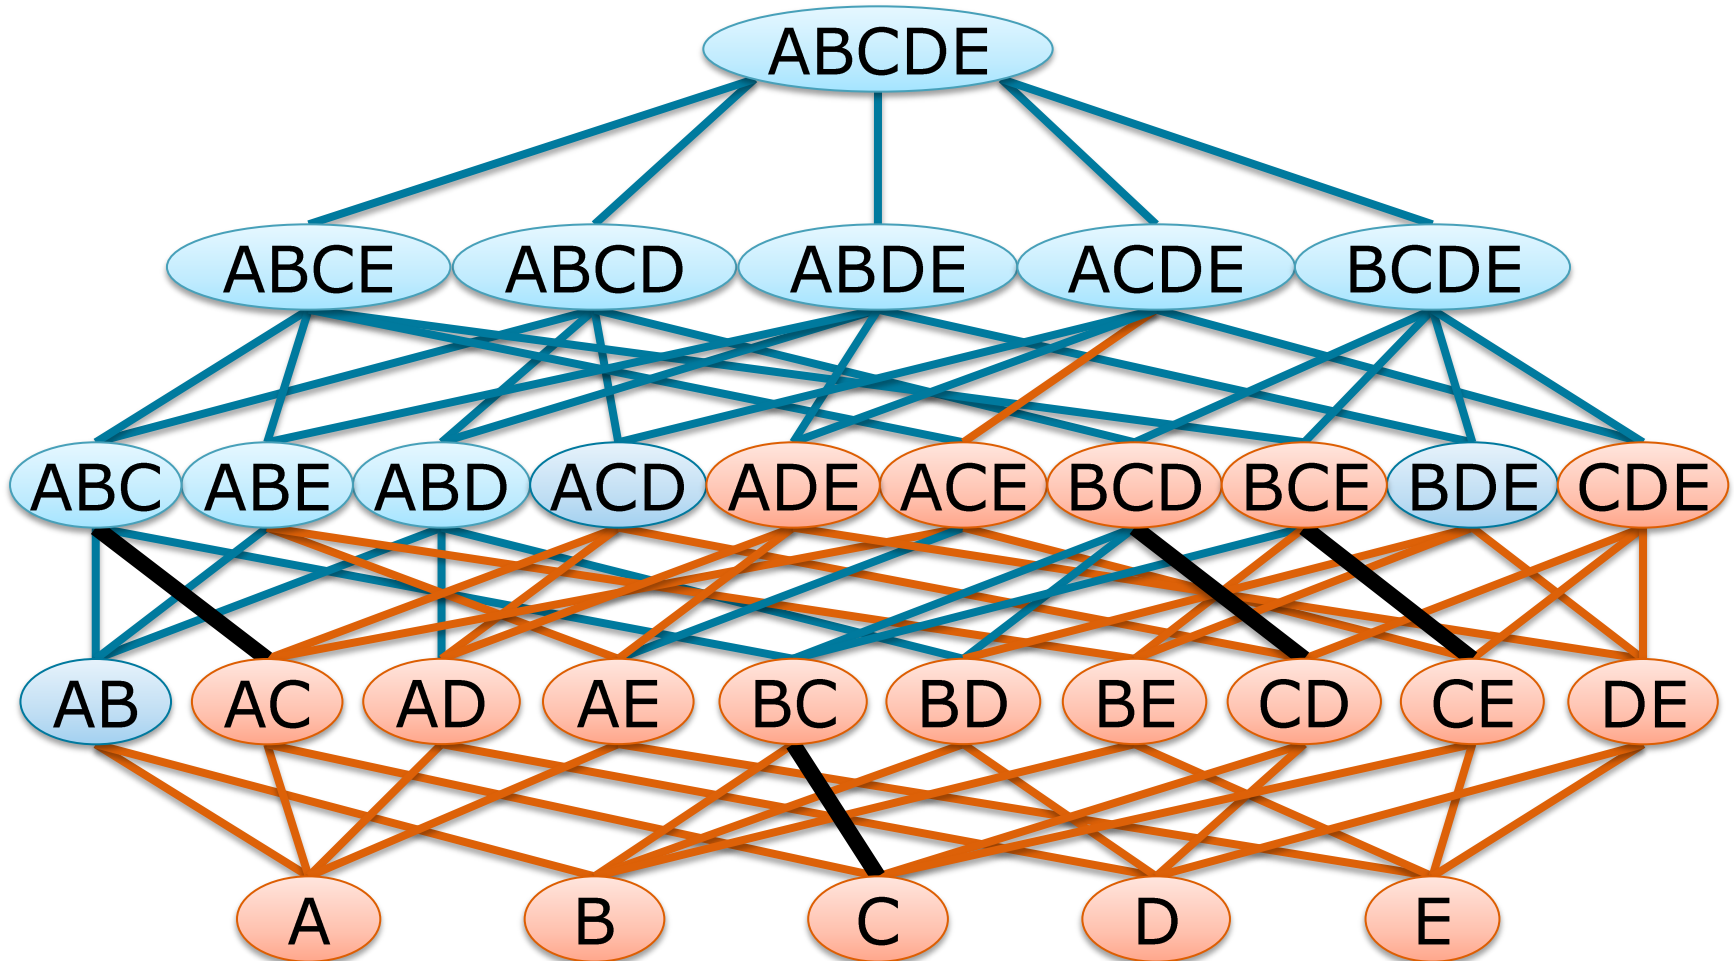 ABCDE
ABCE ABCD ABDE ACDE BCDE
ABC ABE ABD ACD ADE ACE BCD BCE BDE CDE
AB AC AD AE BC BD BE CD CE DE
A B C D E